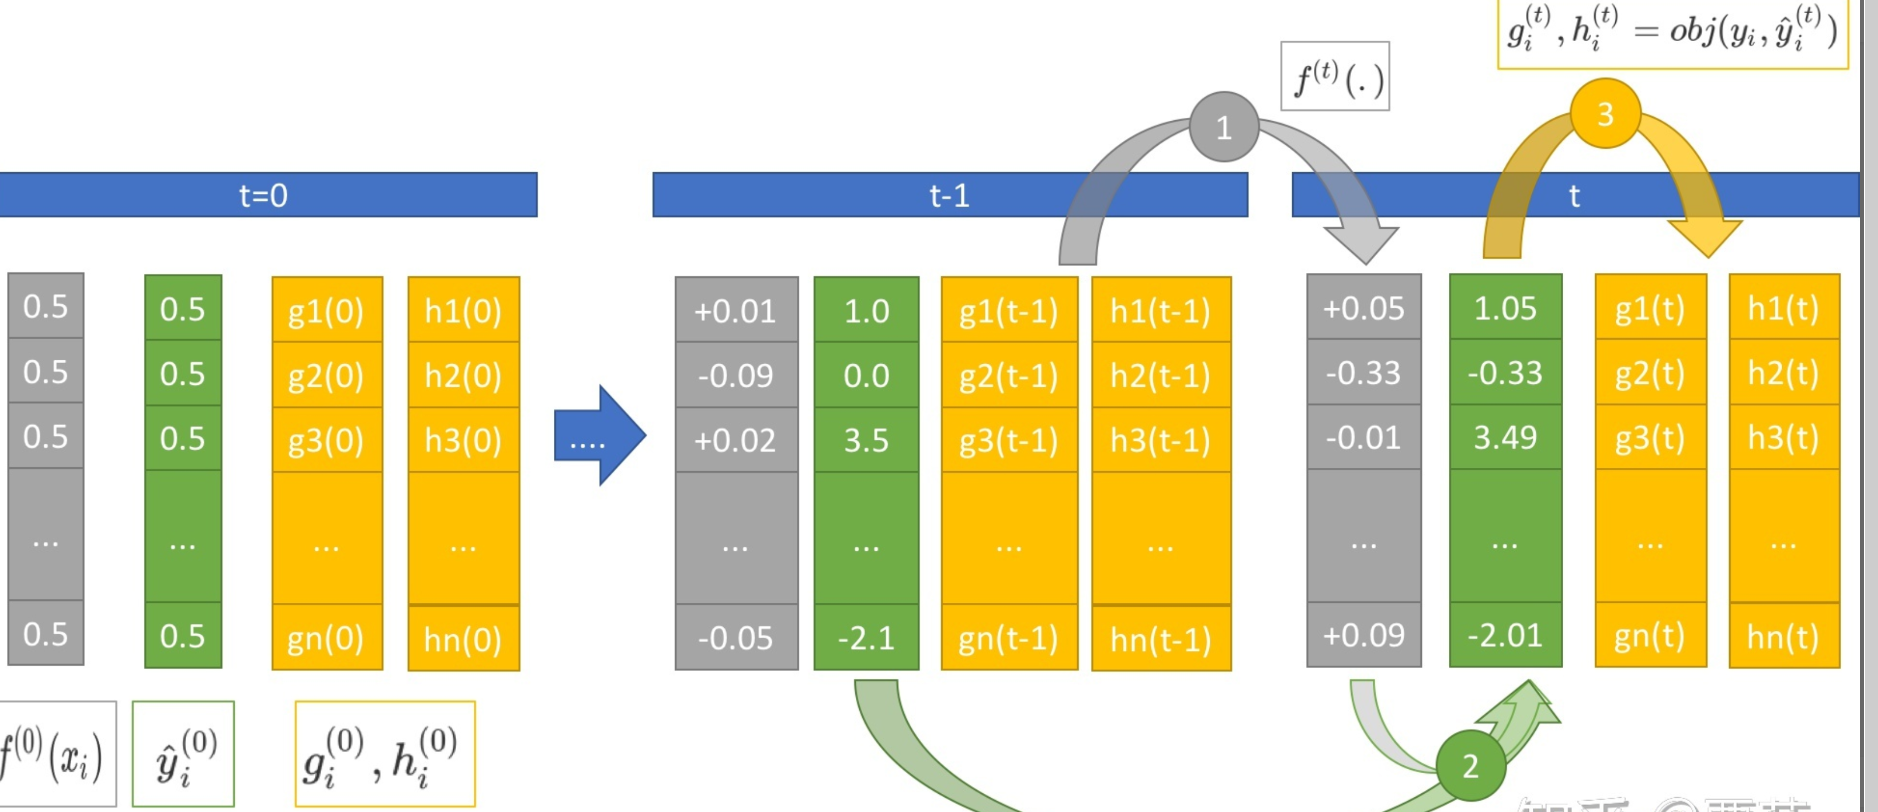 g_i^{(t)}, h_i^{(t)} = obj(y_i, ŷ_i^{(t)})
f^{(t)}(.)
1
3
t=0
t-1
t
0.5 0.5 g1(0) h1(0)
0.5 0.5 g2(0) h2(0)
0.5 0.5 g3(0) h3(0)
... ... ... ...
0.5 0.5 gn(0) hn(0)
....
+0.01 1.0 g1(t-1) h1(t-1)
-0.09 0.0 g2(t-1) h2(t-1)
+0.02 3.5 g3(t-1) h3(t-1)
... ... ... ...
-0.05 -2.1 gn(t-1) hn(t-1)
+0.05 1.05 g1(t) h1(t)
-0.33 -0.33 g2(t) h2(t)
-0.01 3.49 g3(t) h3(t)
... ... ... ...
+0.09 -2.01 gn(t) hn(t)
f^{(0)}(x_i)
ŷ_i^{(0)}
g_i^{(0)}, h_i^{(0)}
2